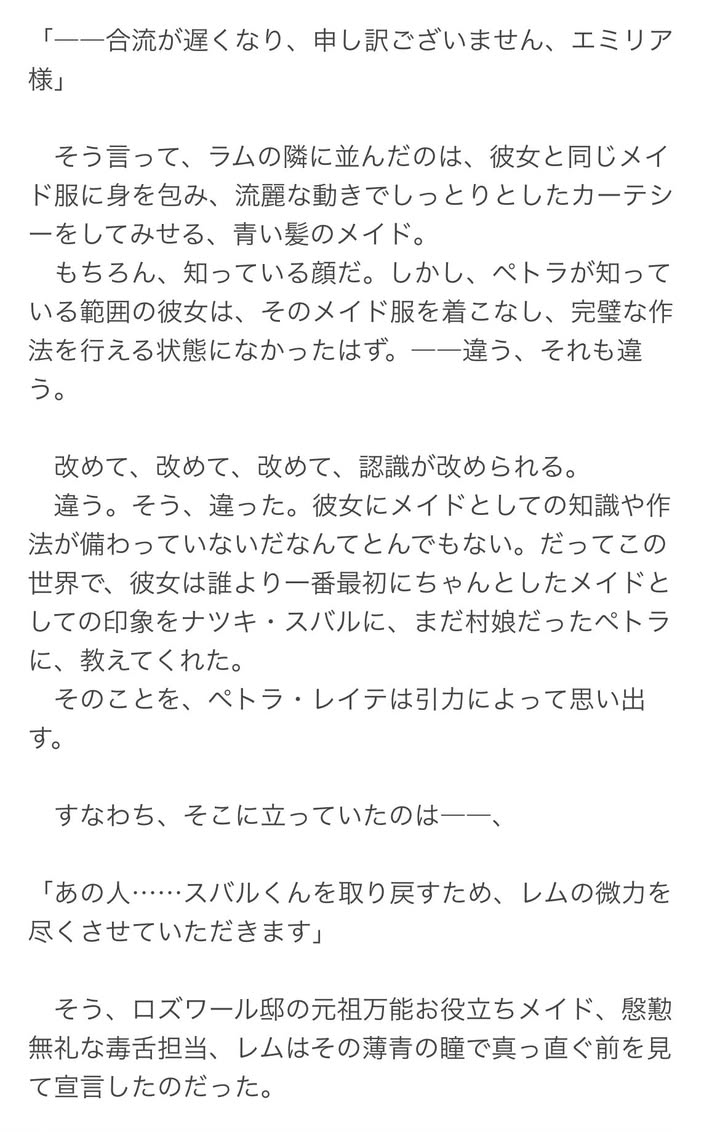 「――合流が遅くなり、申し訳ございません、エミリア
様」
　そう言って、ラムの隣に並んだのは、彼女と同じメイ
ド服に身を包み、流麗な動きでしっとりとしたカーテシ
ーをしてみせる、青い髪のメイド。
　もちろん、知っている顔だ。しかし、ペトラが知って
いる範囲の彼女は、そのメイド服を着こなし、完璧な作
法を行える状態になかったはず。――違う、それも違
う。
　改めて、改めて、改めて、認識が改められる。
　違う。そう、違った。彼女にメイドとしての知識や作
法が備わっていないだなんてとんでもない。だってこの
世界で、彼女は誰より一番最初にちゃんとしたメイドと
しての印象をナツキ・スバルに、まだ村娘だったペトラ
に、教えてくれた。
　そのことを、ペトラ・レイテは引力によって思い出
す。
　すなわち、そこに立っていたのは――、
「あの人……スバルくんを取り戻すため、レムの微力を
尽くさせていただきます」
　そう、ロズワール邸の元祖万能お役立ちメイド、慇懃
無礼な毒舌担当、レムはその薄青の瞳で真っ直ぐ前を見
て宣言したのだった。